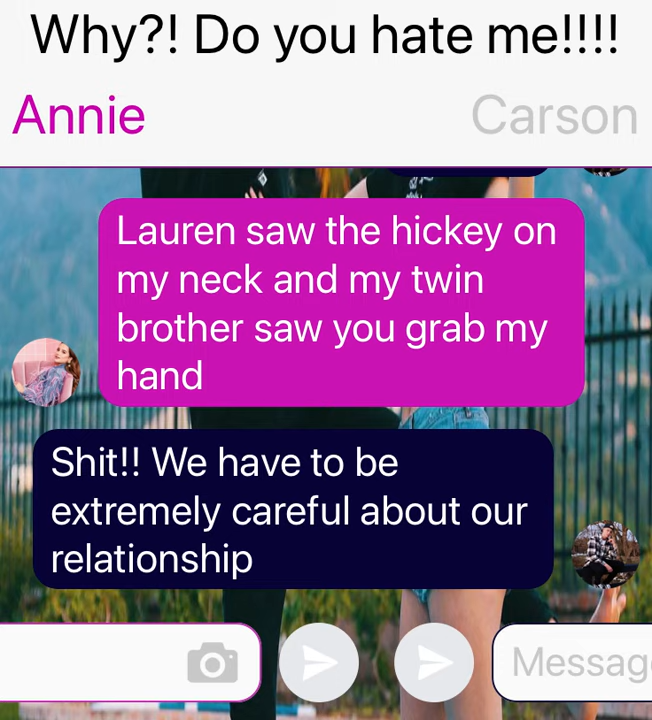 Why?! Do you hate me!!!!
Annie
Carson
Lauren saw the hickey on
my neck and my twin
brother saw you grab my
hand
Shit!! We have to be
extremely careful about our
relationship
Messag